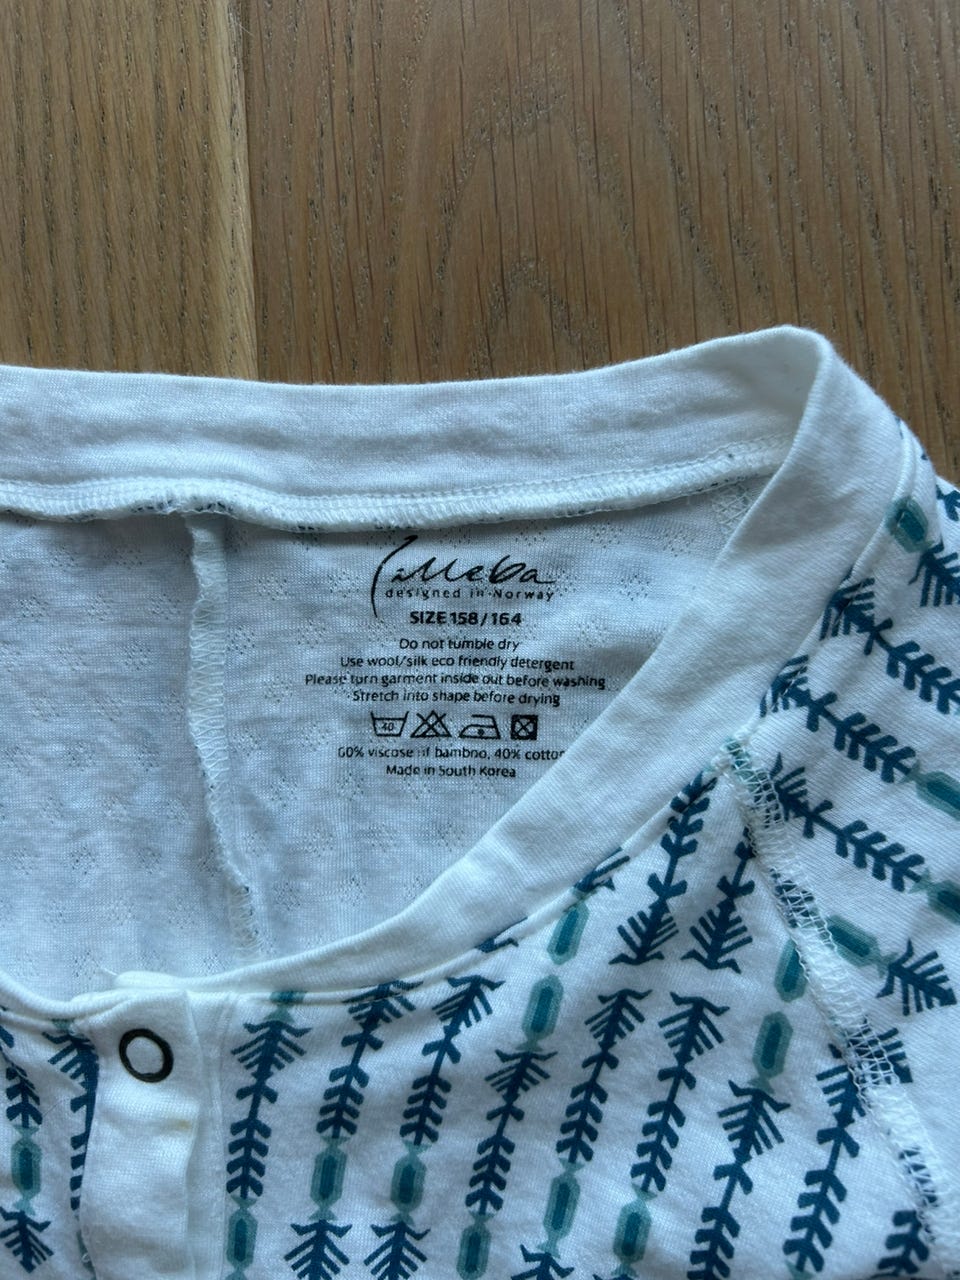 Lilleba
designed in Norway
SIZE 158/164
Do not tumble dry
Use wool/silk eco friendly detergent
Please turn garment inside out before washing
Stretch into shape before drying
40
60% viscose of bamboo, 40% cotton
Made in South Korea